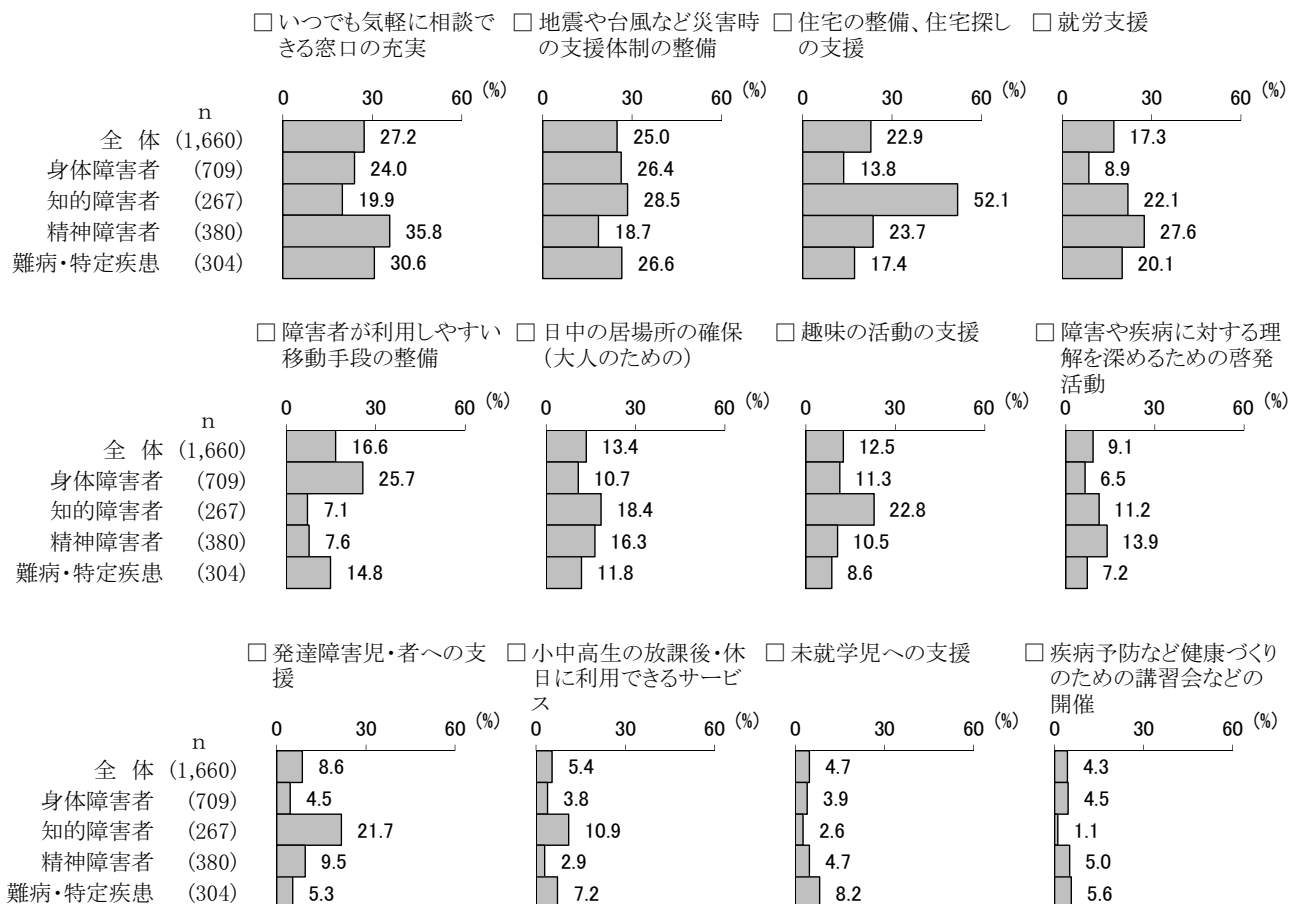 □ いつでも気軽に相談で □ 地震や台風など災害時 □ 住宅の整備、住宅探し □ 就労支援
きる窓口の充実 の支援体制の整備 の支援
0 30 60 (%) 0 30 60 (%) 0 30 60 (%) 0 30 60 (%)
n
全 体 (1,660) 27.2 25.0 22.9 17.3
身体障害者 (709) 24.0 26.4 13.8 8.9
知的障害者 (267) 19.9 28.5 52.1 22.1
精神障害者 (380) 35.8 18.7 23.7 27.6
難病・特定疾患 (304) 30.6 26.6 17.4 20.1
□ 障害者が利用しやすい □ 日中の居場所の確保 □ 趣味の活動の支援 □ 障害や疾病に対する理
移動手段の整備 (大人のための) 解を深めるための啓発
活動
0 30 60 (%) 0 30 60 (%) 0 30 60 (%) 0 30 60 (%)
n
全 体 (1,660) 16.6 13.4 12.5 9.1
身体障害者 (709) 25.7 10.7 11.3 6.5
知的障害者 (267) 7.1 18.4 22.8 11.2
精神障害者 (380) 7.6 16.3 10.5 13.9
難病・特定疾患 (304) 14.8 11.8 8.6 7.2
□ 発達障害児・者への支 □ 小中高生の放課後・休 □ 未就学児への支援 □ 疾病予防など健康づくり
援 日に利用できるサービ のための講習会などの
ス 開催
0 30 60 (%) 0 30 60 (%) 0 30 60 (%) 0 30 60 (%)
n
全 体 (1,660) 8.6 5.4 4.7 4.3
身体障害者 (709) 4.5 3.8 3.9 4.5
知的障害者 (267) 21.7 10.9 2.6 1.1
精神障害者 (380) 9.5 2.9 4.7 5.0
難病・特定疾患 (304) 5.3 7.2 8.2 5.6